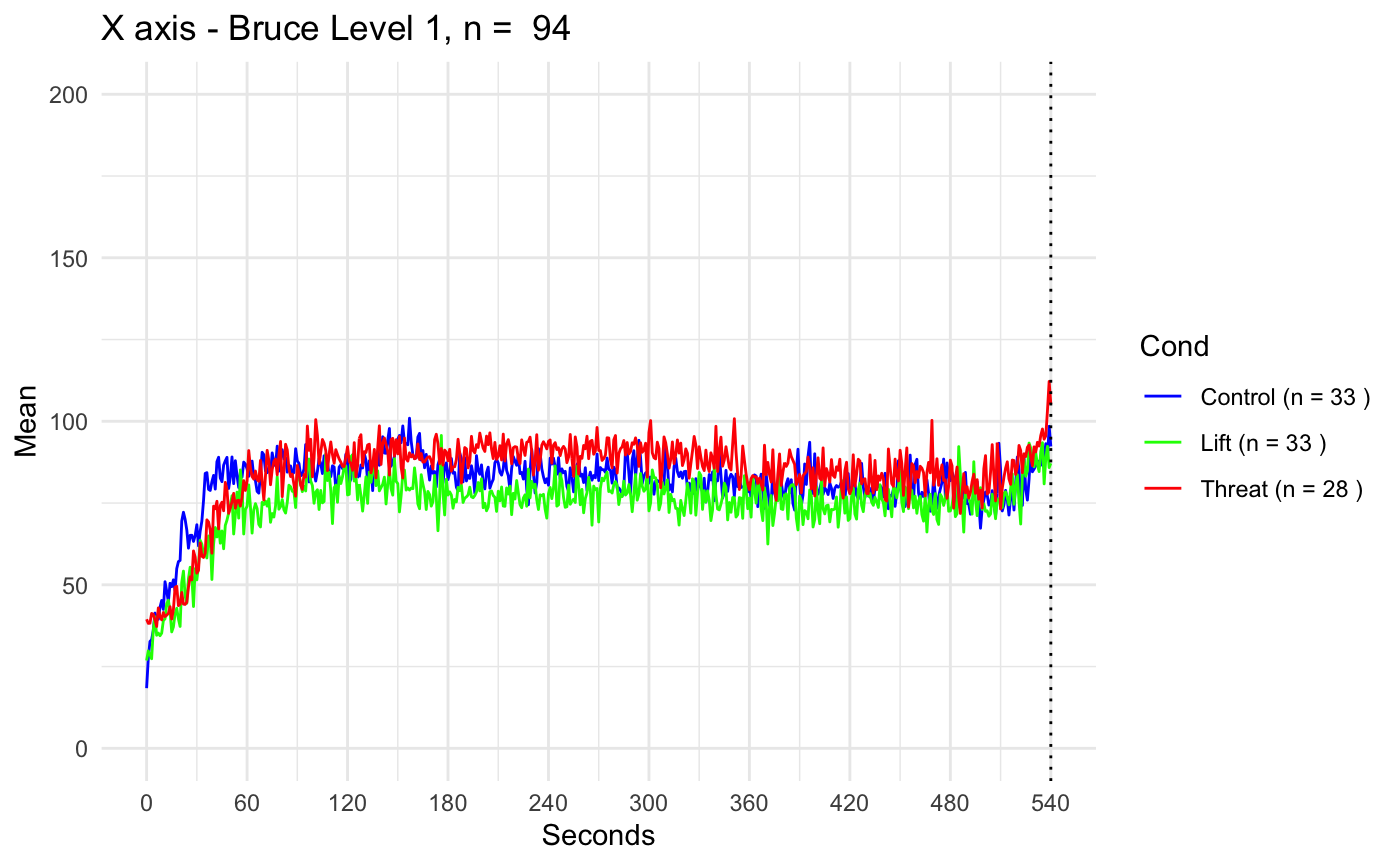 X axis - Bruce Level 1, n =  94
Mean
200
150
100
50
0
0 60 120 180 240 300 360 420 480 540
Seconds
Cond
Control (n = 33 )
Lift (n = 33 )
Threat (n = 28 )